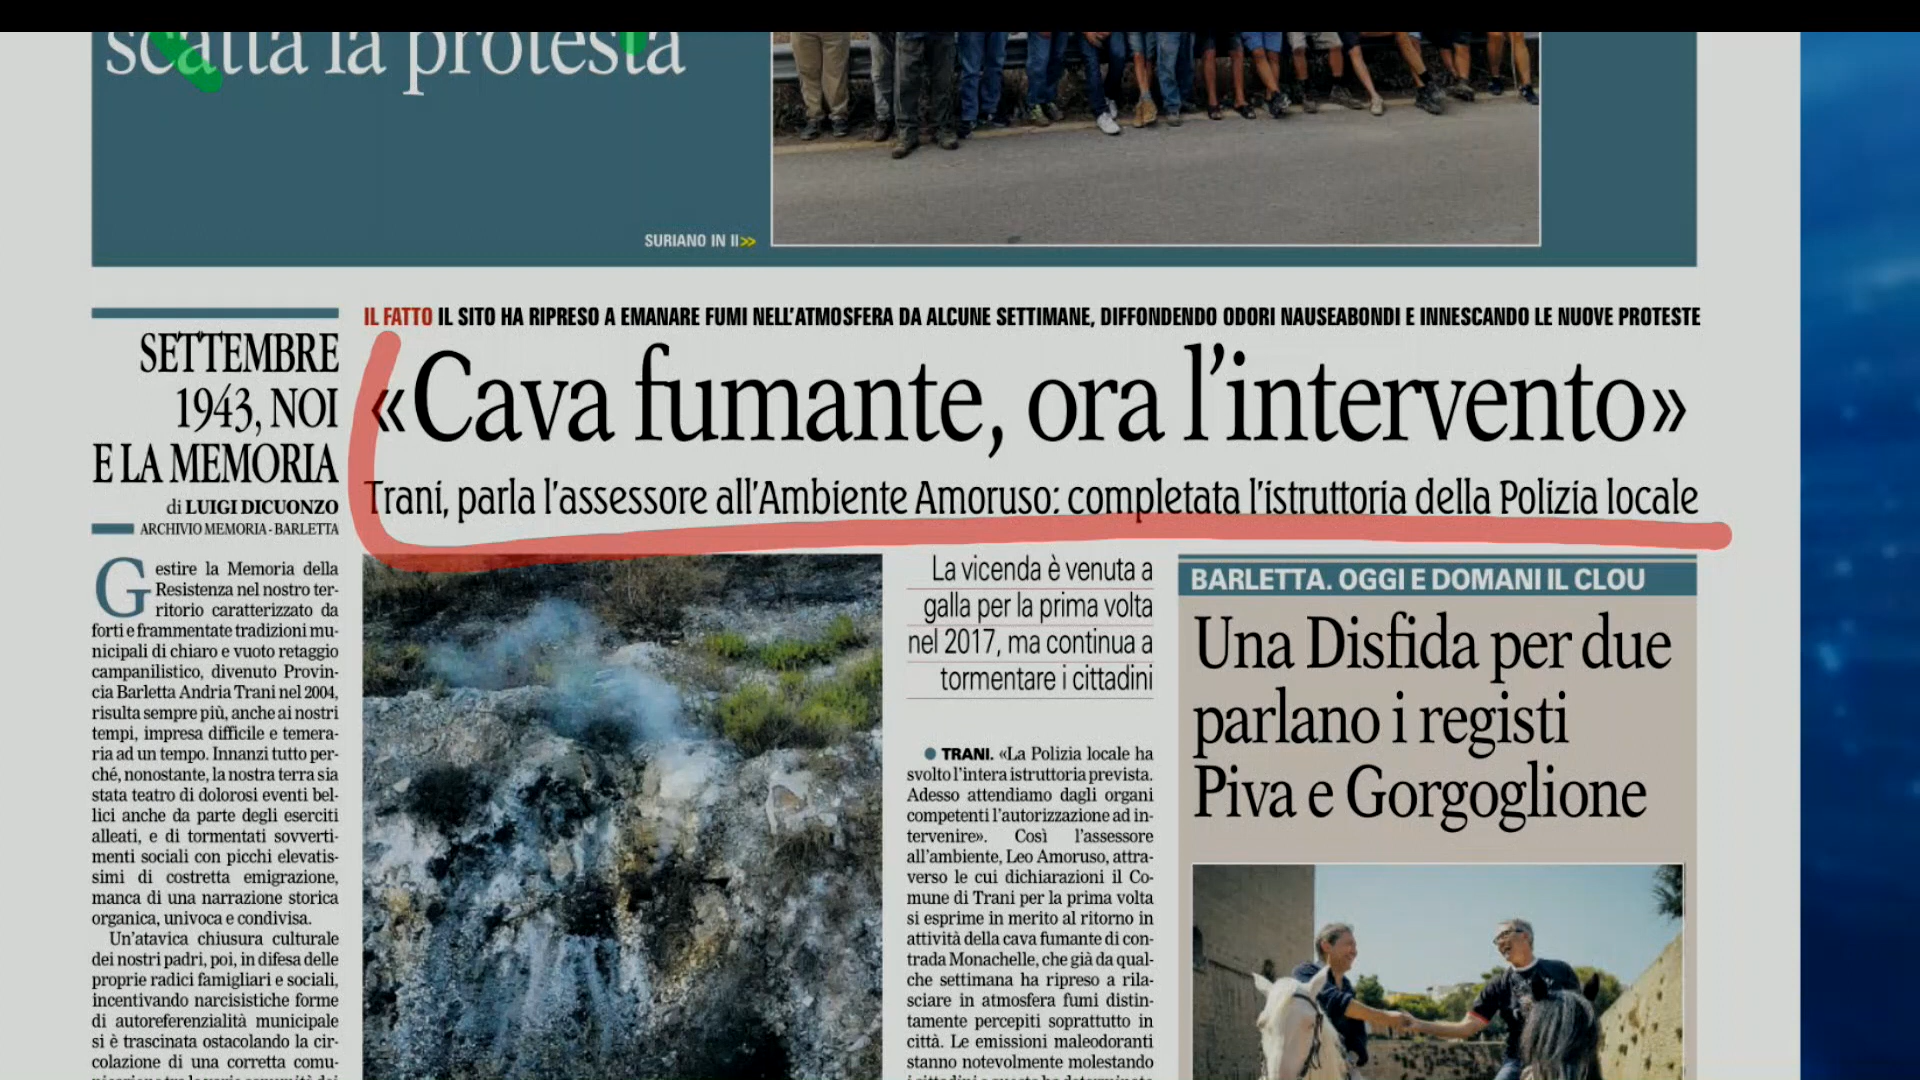 scatta la protesta
SURIANO IN II>>
SETTEMBRE
1943, NOI
E LA MEMORIA
di LUIGI DICUONZO
ARCHIVIO MEMORIA - BARLETTA
Gestire la Memoria della
Resistenza nel nostro ter-
ritorio caratterizzato da
forti e frammentate tradizioni mu-
nicipali di chiaro e vuoto retaggio
campanilistico, divenuto Provin-
cia Barletta Andria Trani nel 2004,
risulta sempre più, anche ai nostri
tempi, impresa difficile e temera-
ria ad un tempo. Innanzi tutto per-
ché, nonostante, la nostra terra sia
stata teatro di dolorosi eventi bel-
lici anche da parte degli eserciti
alleati, e di tormentati sovverti-
menti sociali con picchi elevatis-
simi di costretta emigrazione,
manca di una narrazione storica
organica, univoca e condivisa.
Un'atavica chiusura culturale
dei nostri padri, poi, in difesa delle
proprie radici famigliari e sociali,
incentivando narcisistiche forme
di autoreferenzialità municipale
si è trascinata ostacolando la cir-
colazione di una corretta comu-
IL FATTO IL SITO HA RIPRESO A EMANARE FUMI NELL'ATMOSFERA DA ALCUNE SETTIMANE, DIFFONDENDO ODORI NAUSEABONDI E INNESCANDO LE NUOVE PROTESTE
«Cava fumante, ora l'intervento»
Trani, parla l'assessore all'Ambiente Amoruso: completata l'istruttoria della Polizia locale
La vicenda è venuta a
galla per la prima volta
nel 2017, ma continua a
tormentare i cittadini
● TRANI. «La Polizia locale ha
svolto l'intera istruttoria prevista.
Adesso attendiamo dagli organi
competenti l'autorizzazione ad in-
tervenire». Così l'assessore
all'ambiente, Leo Amoruso, attra-
verso le cui dichiarazioni il Co-
mune di Trani per la prima volta
si esprime in merito al ritorno in
attività della cava fumante di con-
trada Monachelle, che già da qual-
che settimana ha ripreso a rila-
sciare in atmosfera fumi distin-
tamente percepiti soprattutto in
città. Le emissioni maleodoranti
stanno notevolmente molestando
BARLETTA. OGGI E DOMANI IL CLOU
Una Disfida per due
parlano i registi
Piva e Gorgoglione